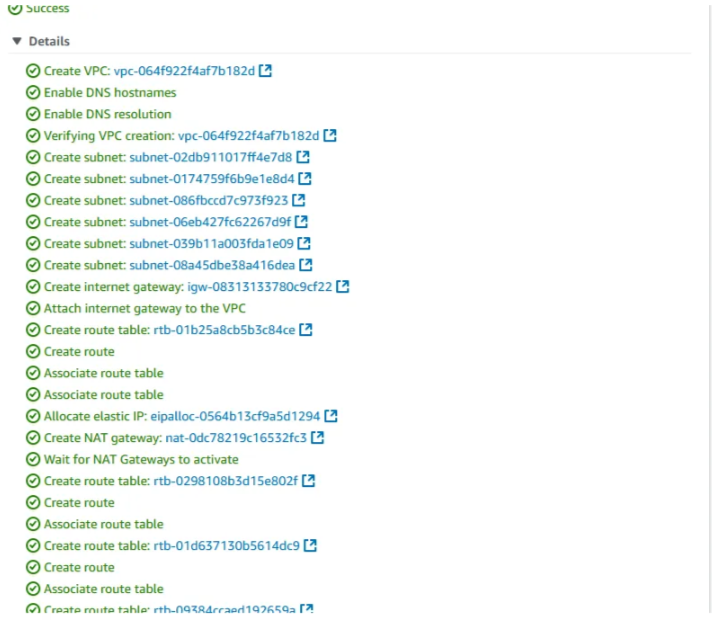 Success
Details
Create VPC: vpc-064f922f4af7b182d
Enable DNS hostnames
Enable DNS resolution
Verifying VPC creation: vpc-064f922f4af7b182d
Create subnet: subnet-02db911017ff4e7d8
Create subnet: subnet-0174759f6b9e1e8d4
Create subnet: subnet-086fbccd7c973f923
Create subnet: subnet-06eb427fc62267d9f
Create subnet: subnet-039b11a003fda1e09
Create subnet: subnet-08a45dbe38a416dea
Create internet gateway: igw-08313133780c9cf22
Attach internet gateway to the VPC
Create route table: rtb-01b25a8cb5b3c84ce
Create route
Associate route table
Associate route table
Allocate elastic IP: eipalloc-0564b13cf9a5d1294
Create NAT gateway: nat-0dc78219c16532fc3
Wait for NAT Gateways to activate
Create route table: rtb-0298108b3d15e802f
Create route
Associate route table
Create route table: rtb-01d637130b5614dc9
Create route
Associate route table
Create route table: rtb-09384ccaed192659a